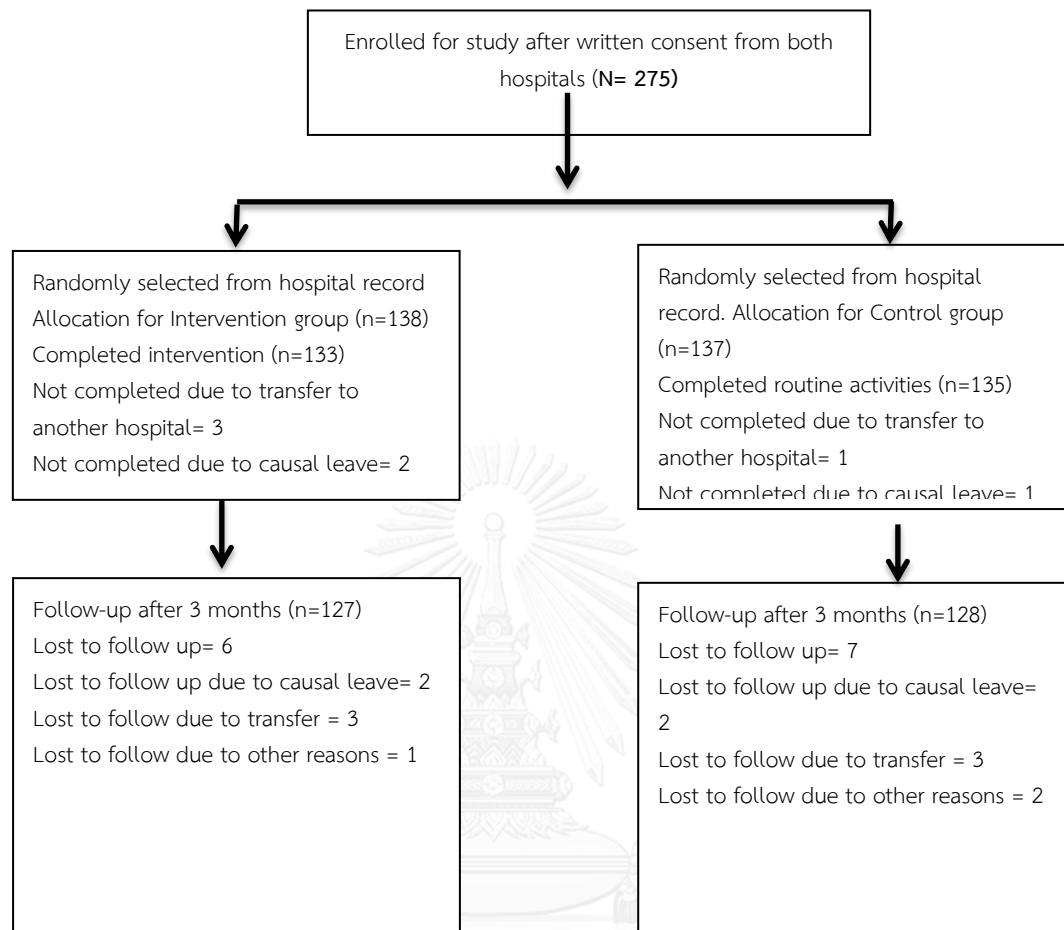 Enrolled for study after written consent from both
hospitals (N= 275)
Randomly selected from hospital record
Allocation for Intervention group (n=138)
Completed intervention (n=133)
Not completed due to transfer to
another hospital= 3
Not completed due to causal leave= 2
Randomly selected from hospital
record. Allocation for Control group
(n=137)
Completed routine activities (n=135)
Not completed due to transfer to
another hospital= 1
Not completed due to causal leave= 1
Follow-up after 3 months (n=127)
Lost to follow up= 6
Lost to follow up due to causal leave= 2
Lost to follow due to transfer = 3
Lost to follow due to other reasons = 1
Follow-up after 3 months (n=128)
Lost to follow up= 7
Lost to follow up due to causal leave=
2
Lost to follow due to transfer = 3
Lost to follow due to other reasons = 2